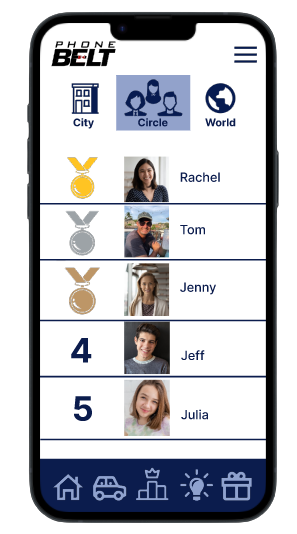 PHONE
BELT
City
Circle
World
Rachel
Tom
Jenny
4
Jeff
5
Julia